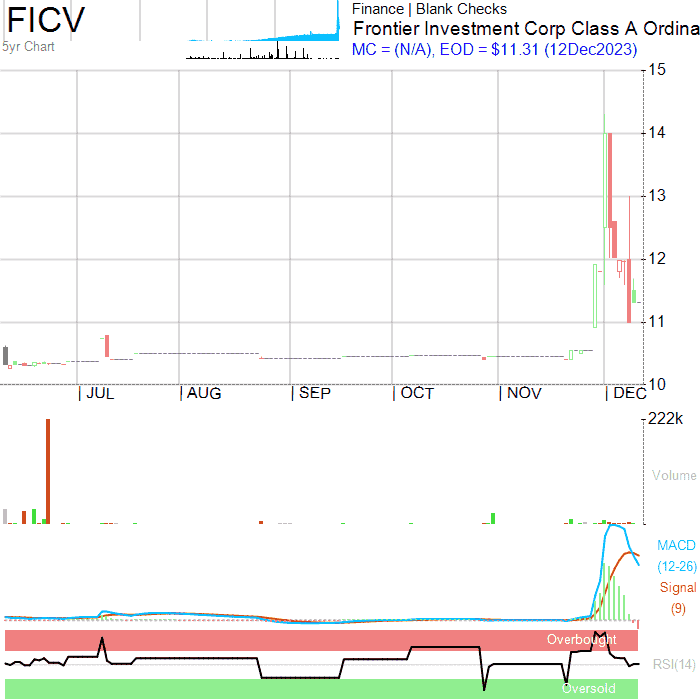 FICV
5yr Chart
Finance | Blank Checks
Frontier Investment Corp Class A Ordina
MC = (N/A), EOD = $11.31 (12Dec2023)
15
14
13
12
11
10
| JUL | AUG | SEP | OCT | NOV | DEC
222k
Volume
MACD
(12-26)
Signal
(9)
Overbought
RSI(14)
Oversold